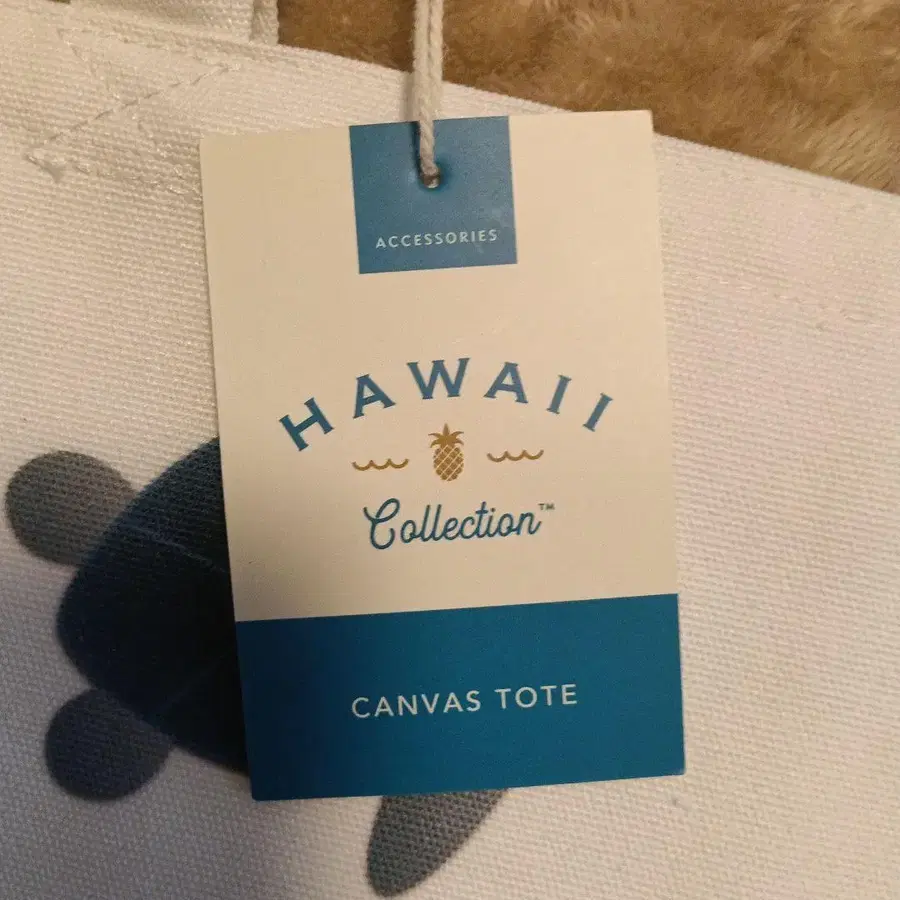 ACCESSORIES
HAWAII
Collection™
CANVAS TOTE